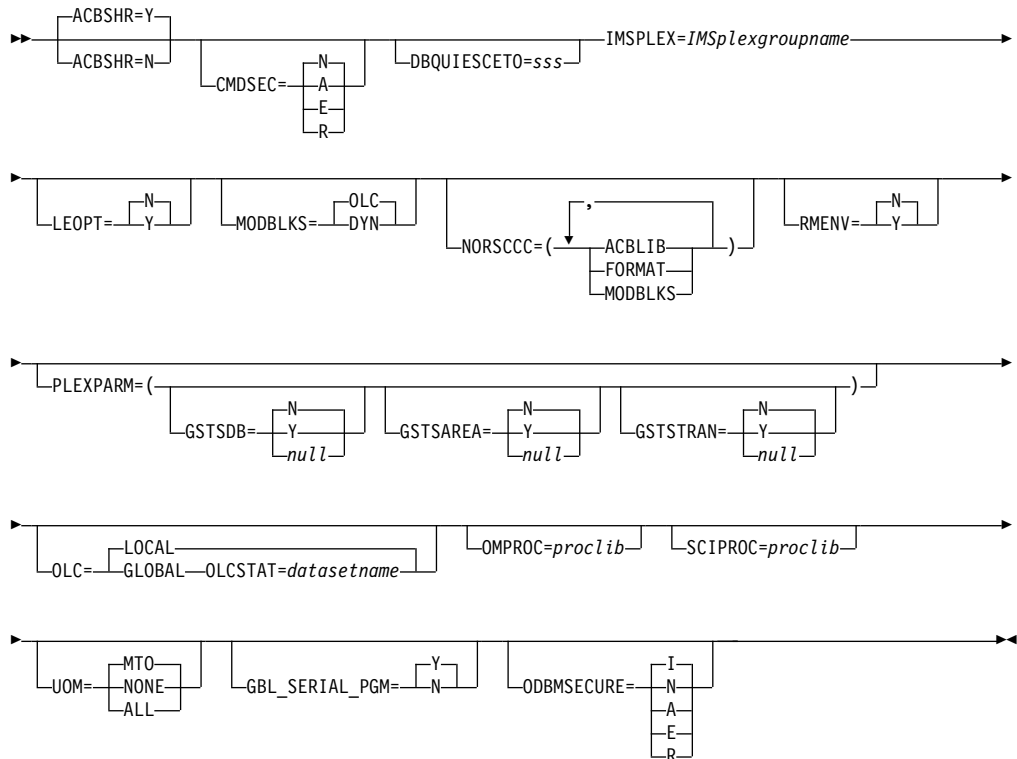 ACBSHR=Y
ACBSHR=N
CMDSEC=
N
A
E
R
DBQUIESCETO=sss
IMSPLEX=IMSplexgroupname
LEOPT=
N
Y
MODBLKS=
OLC
DYN
NORSCCC=(
,
ACBLIB
FORMAT
MODBLKS
)
RMENV=
N
Y
PLEXPARM=(
GSTSDB=
N
Y
null
GSTSAREA=
N
Y
null
GSTSTRAN=
N
Y
null
)
OLC=
LOCAL
GLOBAL OLCSTAT=datasetname
OMPROC=proclib
SCIPROC=proclib
UOM=
MTO
NONE
ALL
GBL_SERIAL_PGM=
Y
N
ODBMSECURE=
I
N
A
E
R